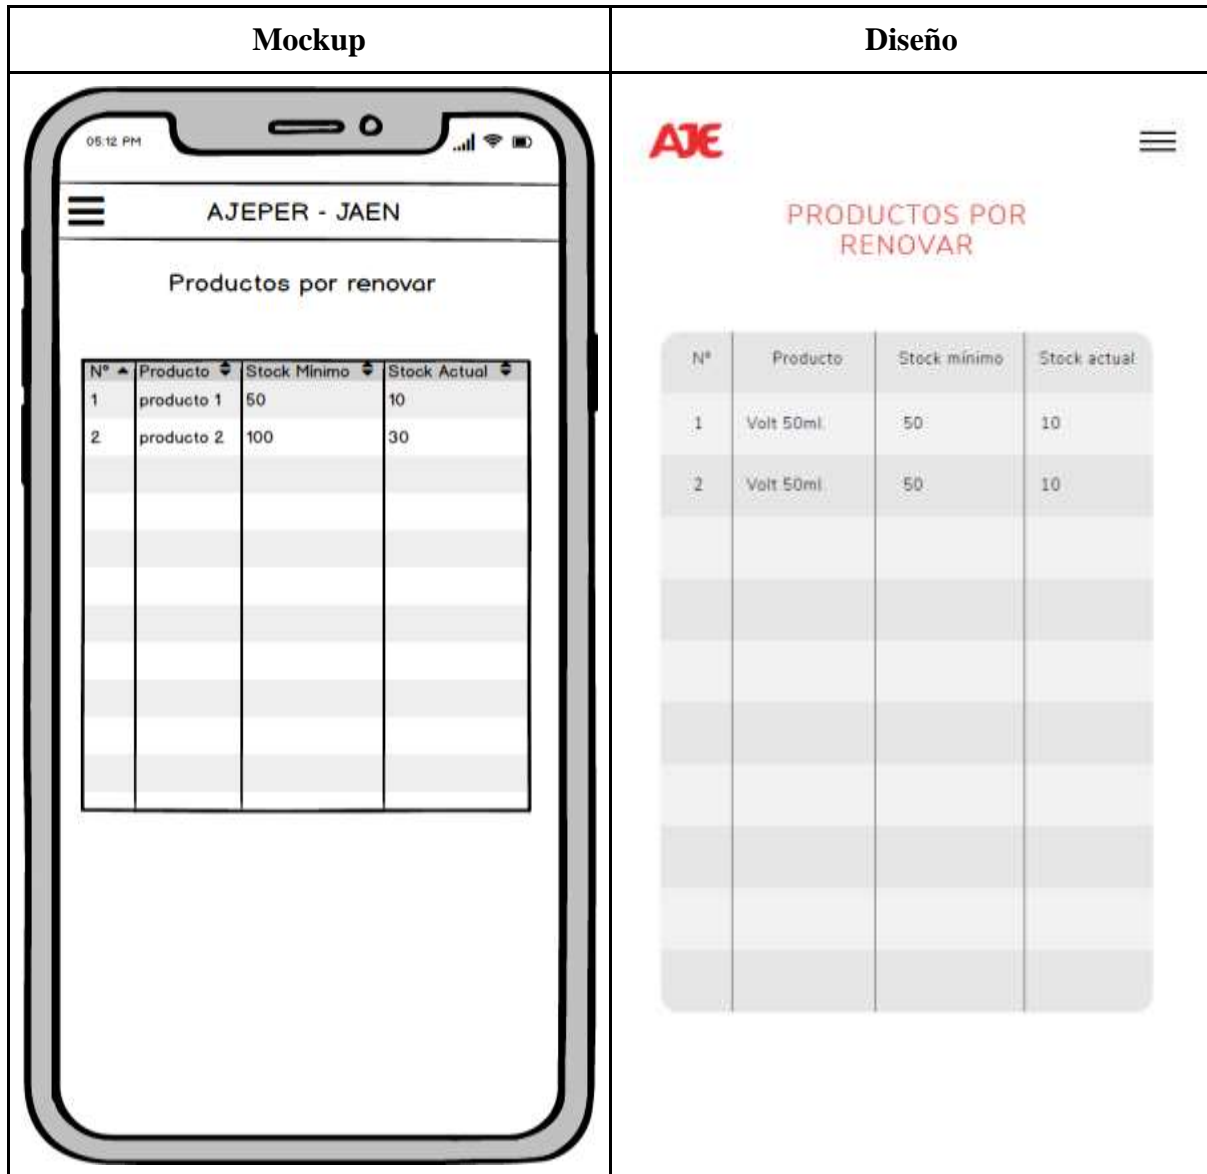 Mockup
Diseño
05:12 PM
AJEPER - JAEN
Productos por renovar
N° Producto Stock Minimo Stock Actual
1 producto 1 50 10
2 producto 2 100 30
AJE
PRODUCTOS POR
RENOVAR
N° Producto Stock mínimo Stock actual
1 Volt 50ml. 50 10
2 Volt 50ml 50 10